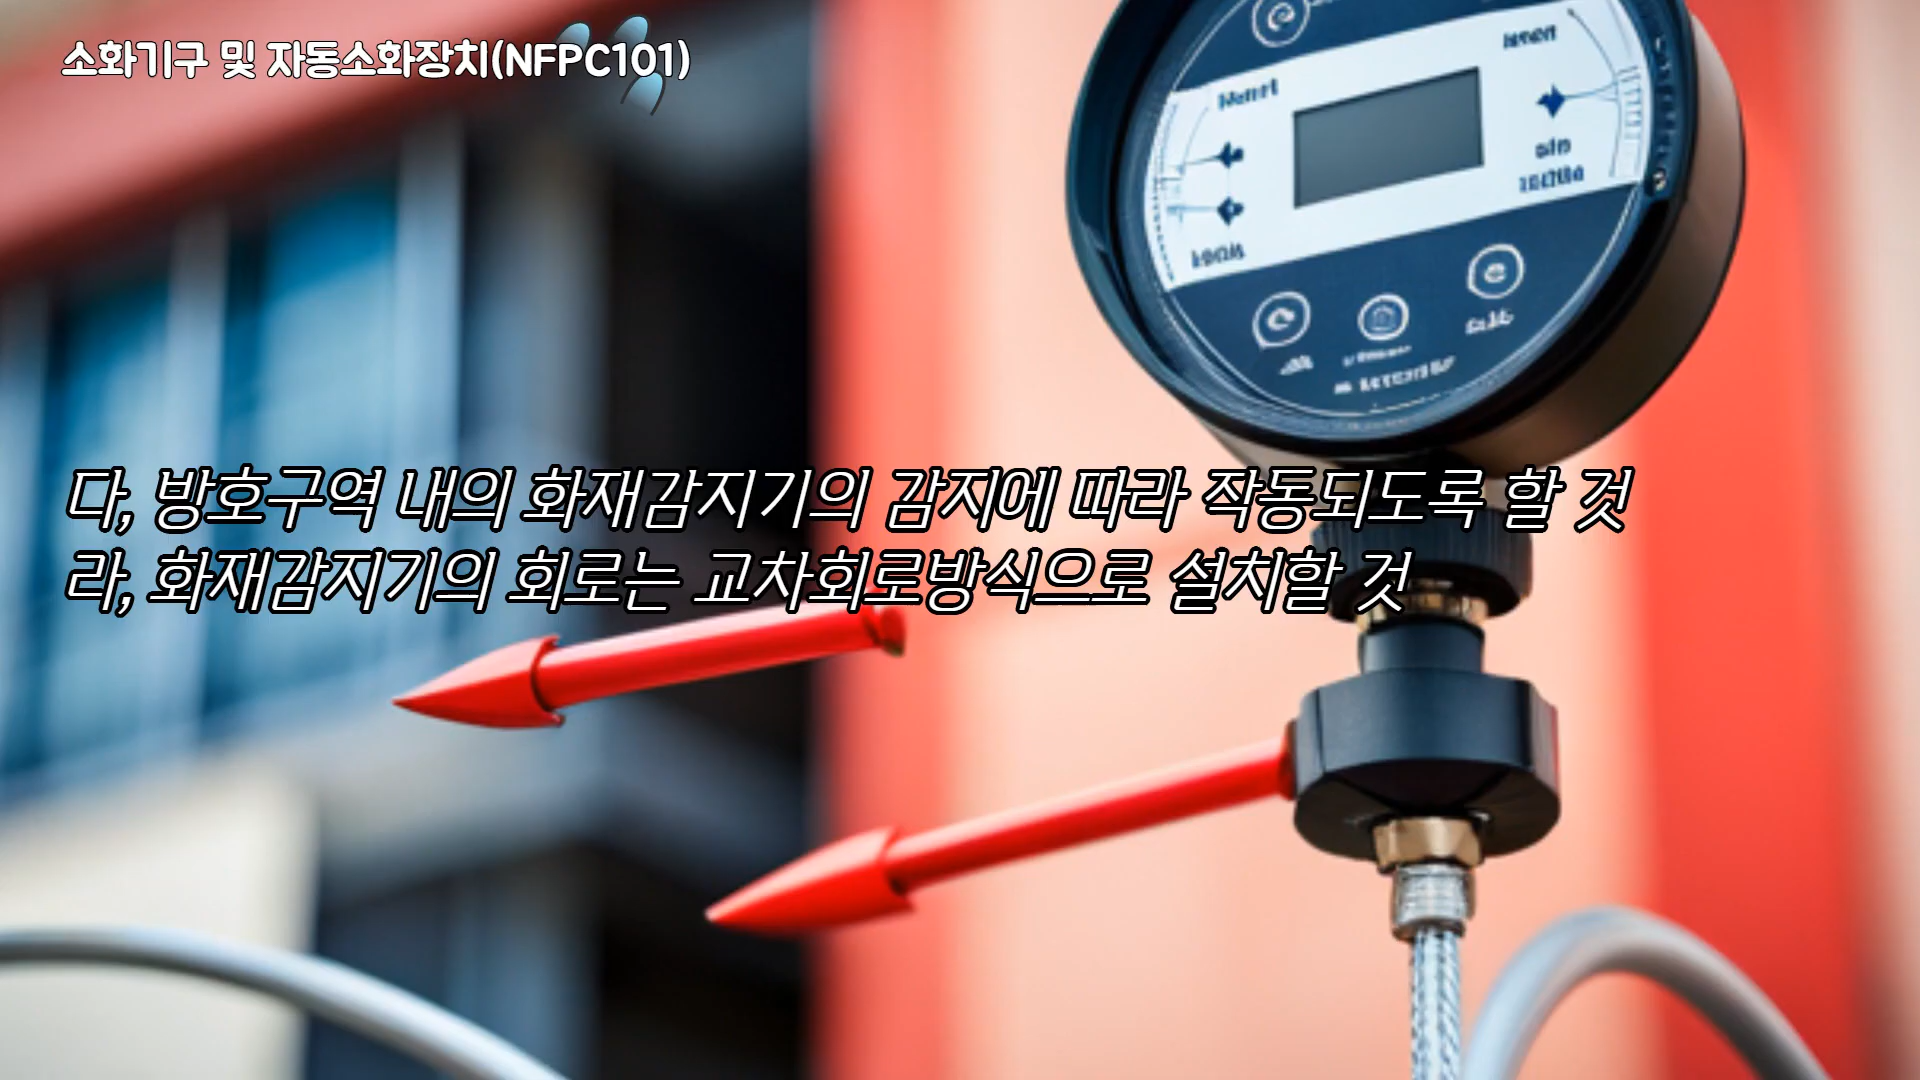 소화기구 및 자동소화장치(NFPC101)
다, 방호구역 내의 화재감지기의 감지에 따라 작동되도록 할 것
라, 화재감지기의 회로는 교차회로방식으로 설치할 것